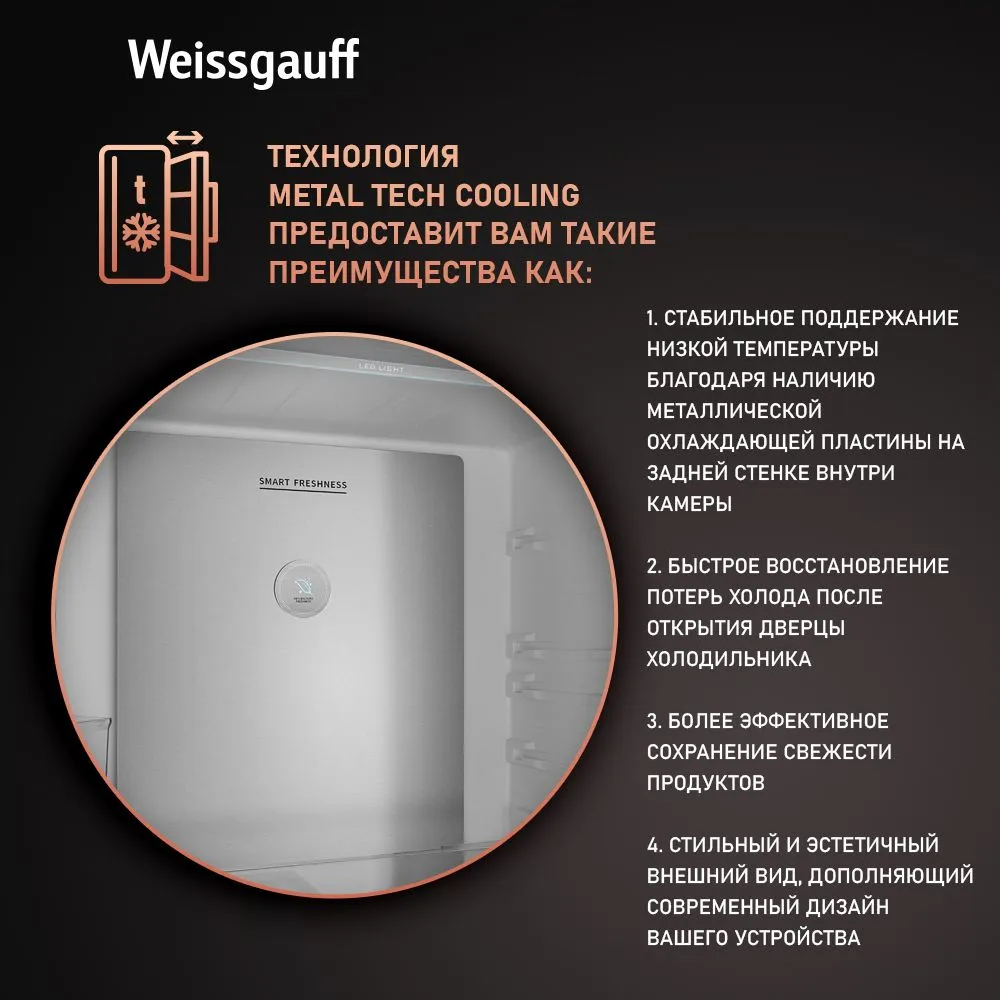 Weissgauff
t
ТЕХНОЛОГИЯ
METAL TECH COOLING
ПРЕДОСТАВИТ ВАМ ТАКИЕ
ПРЕИМУЩЕСТВА КАК:
LED LIGHT
SMART FRESHNESS
1. СТАБИЛЬНОЕ ПОДДЕРЖАНИЕ
НИЗКОЙ ТЕМПЕРАТУРЫ
БЛАГОДАРЯ НАЛИЧИЮ
МЕТАЛЛИЧЕСКОЙ
ОХЛАЖДАЮЩЕЙ ПЛАСТИНЫ НА
ЗАДНЕЙ СТЕНКЕ ВНУТРИ
КАМЕРЫ
2. БЫСТРОЕ ВОССТАНОВЛЕНИЕ
ПОТЕРЬ ХОЛОДА ПОСЛЕ
ОТКРЫТИЯ ДВЕРЦЫ
ХОЛОДИЛЬНИКА
3. БОЛЕЕ ЭФФЕКТИВНОЕ
СОХРАНЕНИЕ СВЕЖЕСТИ
ПРОДУКТОВ
4. СТИЛЬНЫЙ И ЭСТЕТИЧНЫЙ
ВНЕШНИЙ ВИД, ДОПОЛНЯЮЩИЙ
СОВРЕМЕННЫЙ ДИЗАЙН
ВАШЕГО УСТРОЙСТВА